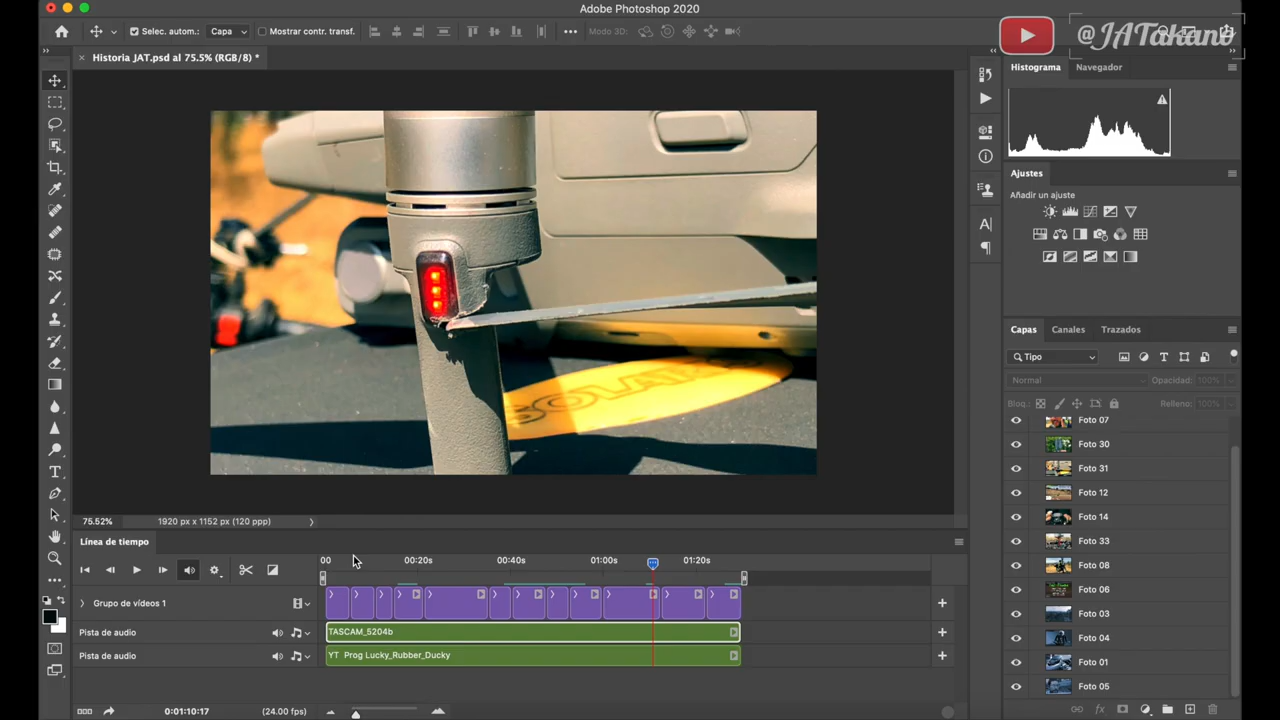 Adobe Photoshop 2020
Selec. autom.:
Capa
Mostrar contr. transf.
Modo 3D:
@JATakano
Historia JAT.psd al 75.5% (RGB/8) *
Histograma
Navegador
Ajustes
Añadir un ajuste
SOLAR
Capas
Canales
Trazados
Tipo
Normal
Opacidad:
100%
Bloq.:
Relleno:
100%
Foto 07
Foto 30
Foto 31
Foto 12
Foto 14
Foto 33
Foto 08
Foto 06
Foto 03
Foto 04
Foto 01
Foto 05
75.52%
1920 px x 1152 px (120 ppp)
Línea de tiempo
00
00:20s
00:40s
01:00s
01:20s
Grupo de vídeos 1
Pista de audio
TASCAM_5204b
Pista de audio
YT Prog Lucky_Rubber_Ducky
0:01:10:17
(24.00 fps)